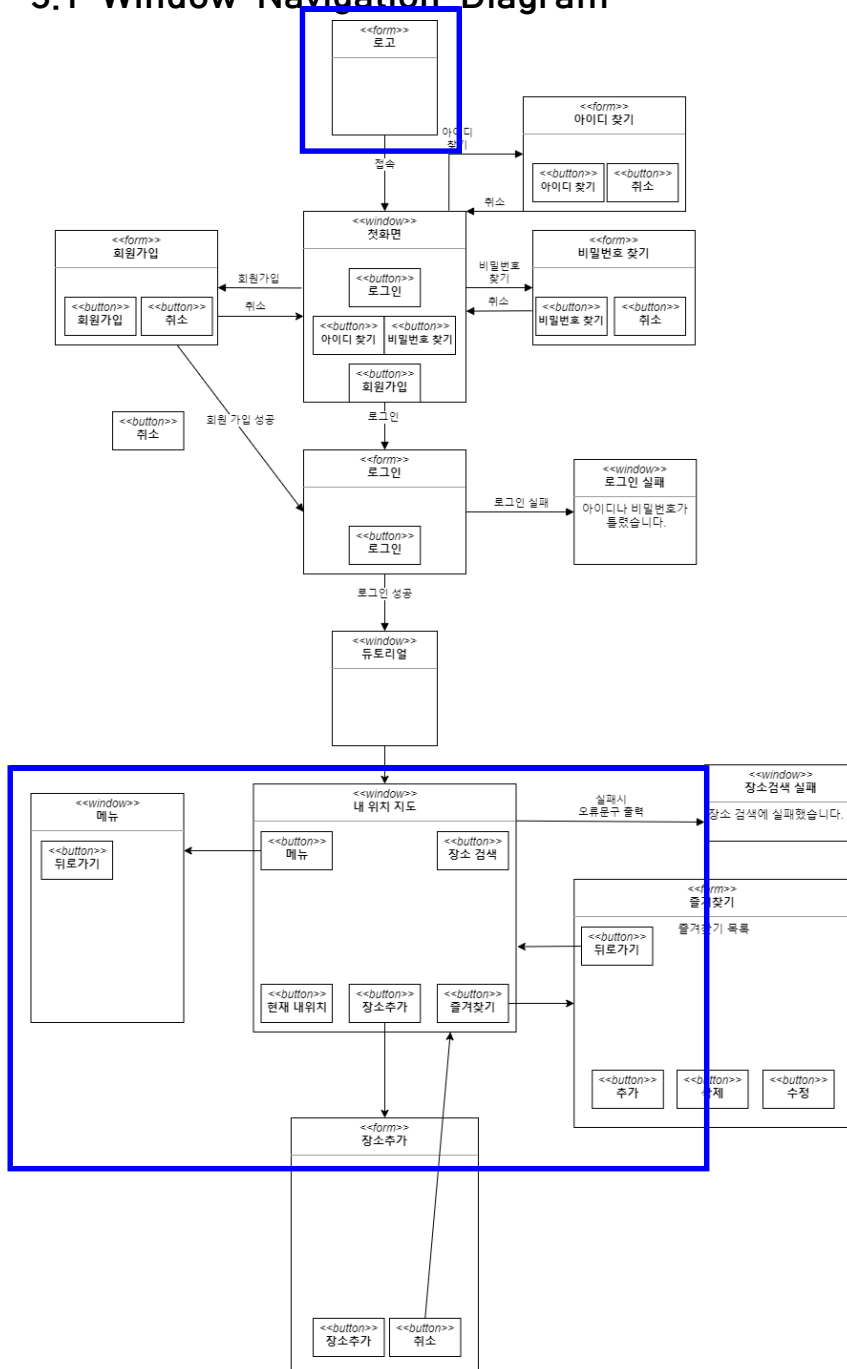 5.1 Window Navigation Diagram
<<form>>
로고
접속
<<form>>
아이디 찾기
<<button>>
아이디 찾기
<<button>>
취소
아이디
찾기
취소
<<window>>
첫화면
<<button>>
로그인
<<button>>
아이디 찾기
<<button>>
비밀번호 찾기
<<button>>
회원가입
<<form>>
회원가입
<<button>>
회원가입
<<button>>
취소
회원가입
취소
비밀번호
찾기
취소
<<form>>
비밀번호 찾기
<<button>>
비밀번호 찾기
<<button>>
취소
<<button>>
취소
회원 가입 성공
로그인
<<form>>
로그인
<<button>>
로그인
로그인 실패
<<window>>
로그인 실패
아이디나 비밀번호가
틀렸습니다.
로그인 성공
<<window>>
듀토리얼
<<window>>
메뉴
<<button>>
뒤로가기
<<window>>
내 위치 지도
<<button>>
메뉴
<<button>>
장소 검색
<<button>>
현재 내위치
<<button>>
장소추가
<<button>>
즐겨찾기
실패시
오류문구 출력
<<window>>
장소검색 실패
장소 검색에 실패했습니다.
<<form>>
즐겨찾기
즐겨찾기 목록
<<button>>
뒤로가기
<<button>>
추가
<<button>>
삭제
<<button>>
수정
<<form>>
장소추가
<<button>>
장소추가
<<button>>
취소